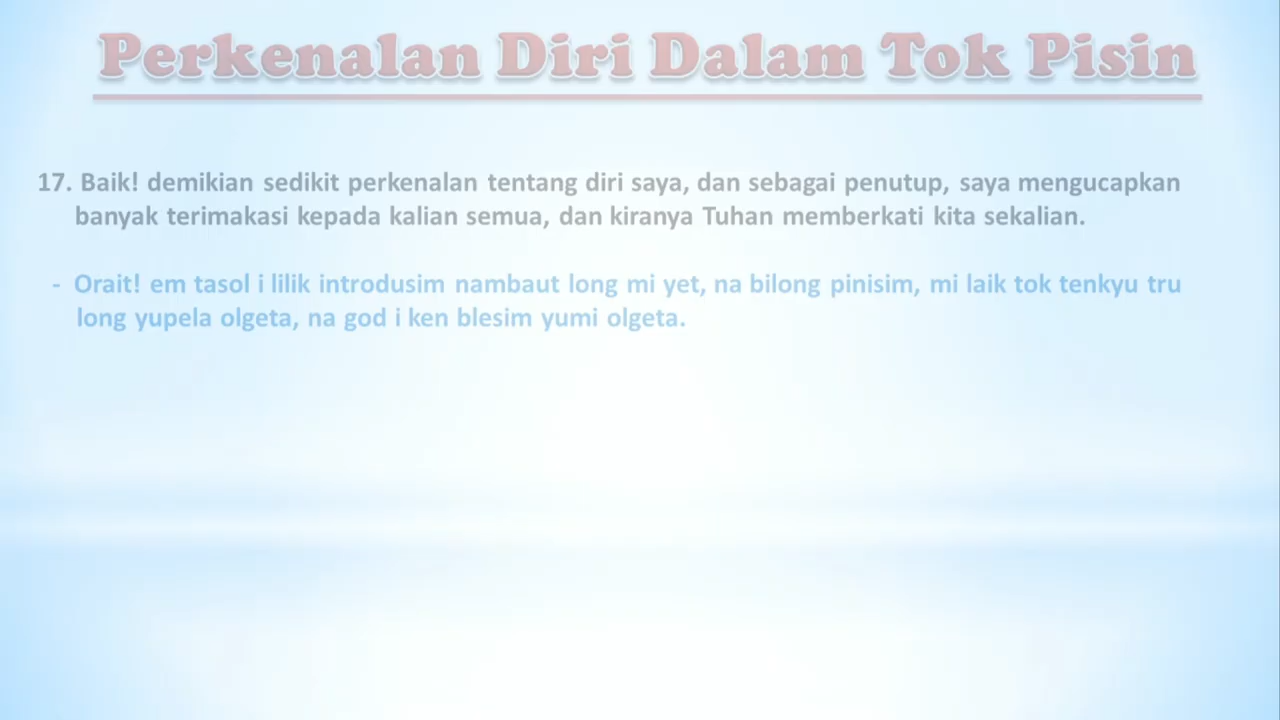 Perkenalan Diri Dalam Tok Pisin
17. Baik! demikian sedikit perkenalan tentang diri saya, dan sebagai penutup, saya mengucapkan
banyak terimakasi kepada kalian semua, dan kiranya Tuhan memberkati kita sekalian.
- Orait! em tasol i lilik introdusim nambaut long mi yet, na bilong pinisim, mi laik tok tenkyu tru
long yupela olgeta, na god i ken blesim yumi olgeta.